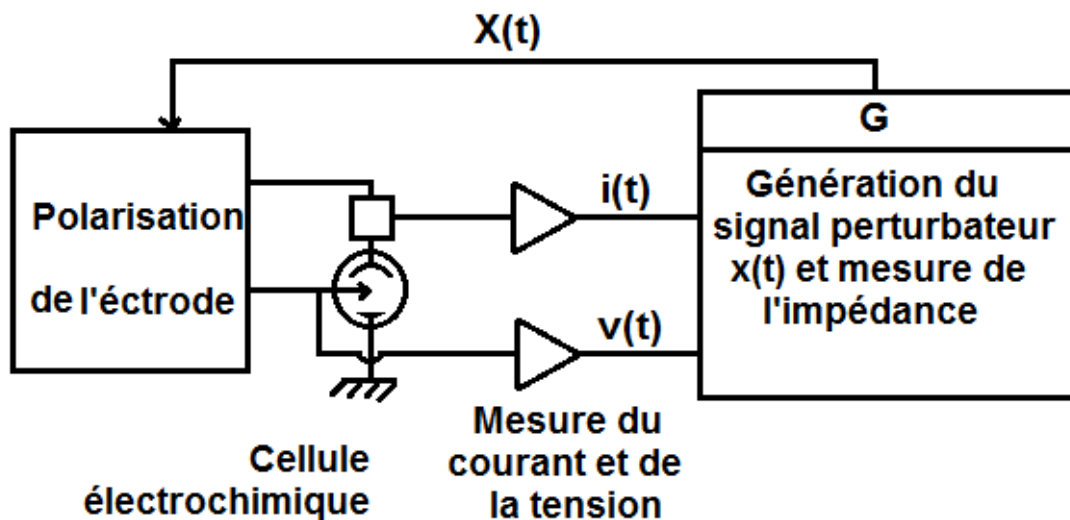 X(t)
G
Polarisation
de l'éctrode
i(t)
v(t)
Génération du
signal perturbateur
x(t) et mesure de
l'impédance
Cellule
électrochimique
Mesure du
courant et de
la tension